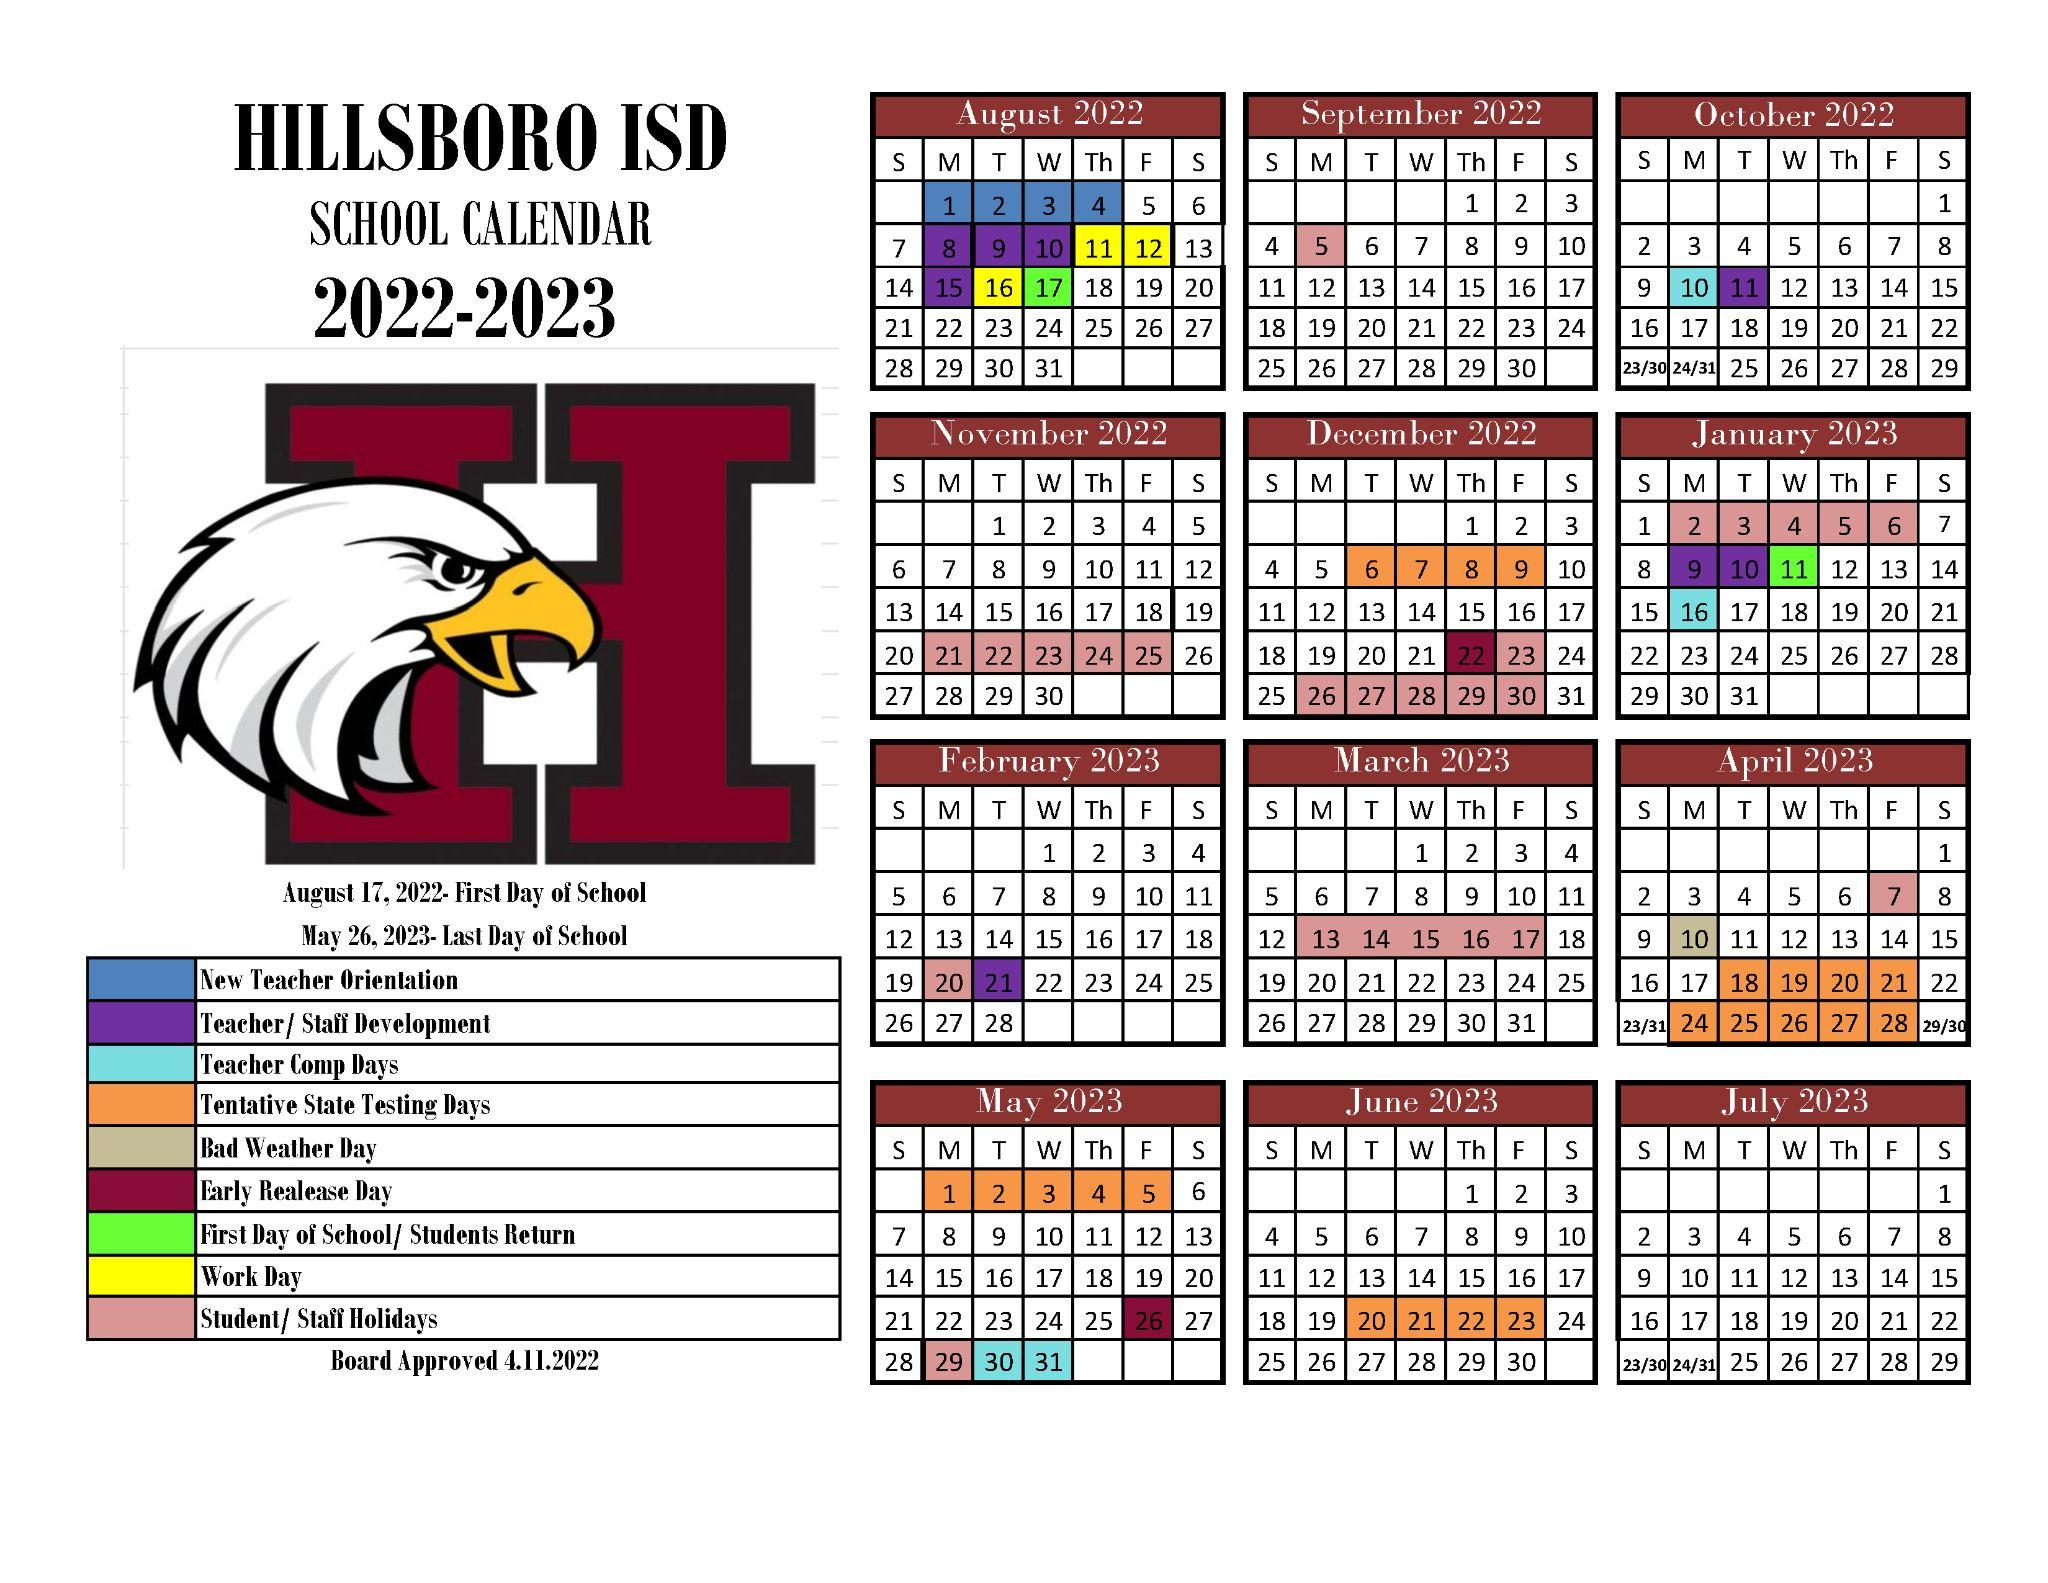 HILLSBORO ISD
SCHOOL CALENDAR
2022-2023
August 17, 2022- First Day of School
May 26, 2023- Last Day of School
New Teacher Orientation
Teacher/ Staff Development
Teacher Comp Days
Tentative State Testing Days
Bad Weather Day
Early Realease Day
First Day of School/ Students Return
Work Day
Student/ Staff Holidays
Board Approved 4.11.2022
August 2022
S M T W Th F S
1 2 3 4 5 6
7 8 9 10 11 12 13
14 15 16 17 18 19 20
21 22 23 24 25 26 27
28 29 30 31
September 2022
S M T W Th F S
1 2 3
4 5 6 7 8 9 10
11 12 13 14 15 16 17
18 19 20 21 22 23 24
25 26 27 28 29 30
October 2022
S M T W Th F S
1
2 3 4 5 6 7 8
9 10 11 12 13 14 15
16 17 18 19 20 21 22
23/30 24/31 25 26 27 28 29
November 2022
S M T W Th F S
1 2 3 4 5
6 7 8 9 10 11 12
13 14 15 16 17 18 19
20 21 22 23 24 25 26
27 28 29 30
December 2022
S M T W Th F S
1 2 3
4 5 6 7 8 9 10
11 12 13 14 15 16 17
18 19 20 21 22 23 24
25 26 27 28 29 30 31
January 2023
S M T W Th F S
1 2 3 4 5 6 7
8 9 10 11 12 13 14
15 16 17 18 19 20 21
22 23 24 25 26 27 28
29 30 31
February 2023
S M T W Th F S
1 2 3 4
5 6 7 8 9 10 11
12 13 14 15 16 17 18
19 20 21 22 23 24 25
26 27 28
March 2023
S M T W Th F S
1 2 3 4
5 6 7 8 9 10 11
12 13 14 15 16 17 18
19 20 21 22 23 24 25
26 27 28 29 30 31
April 2023
S M T W Th F S
1
2 3 4 5 6 7 8
9 10 11 12 13 14 15
16 17 18 19 20 21 22
23/31 24 25 26 27 28 29/30
May 2023
S M T W Th F S
1 2 3 4 5 6
7 8 9 10 11 12 13
14 15 16 17 18 19 20
21 22 23 24 25 26 27
28 29 30 31
June 2023
S M T W Th F S
1 2 3
4 5 6 7 8 9 10
11 12 13 14 15 16 17
18 19 20 21 22 23 24
25 26 27 28 29 30
July 2023
S M T W Th F S
1
2 3 4 5 6 7 8
9 10 11 12 13 14 15
16 17 18 19 20 21 22
23/30 24/31 25 26 27 28 29